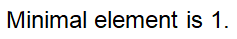 Minimal element is 1.